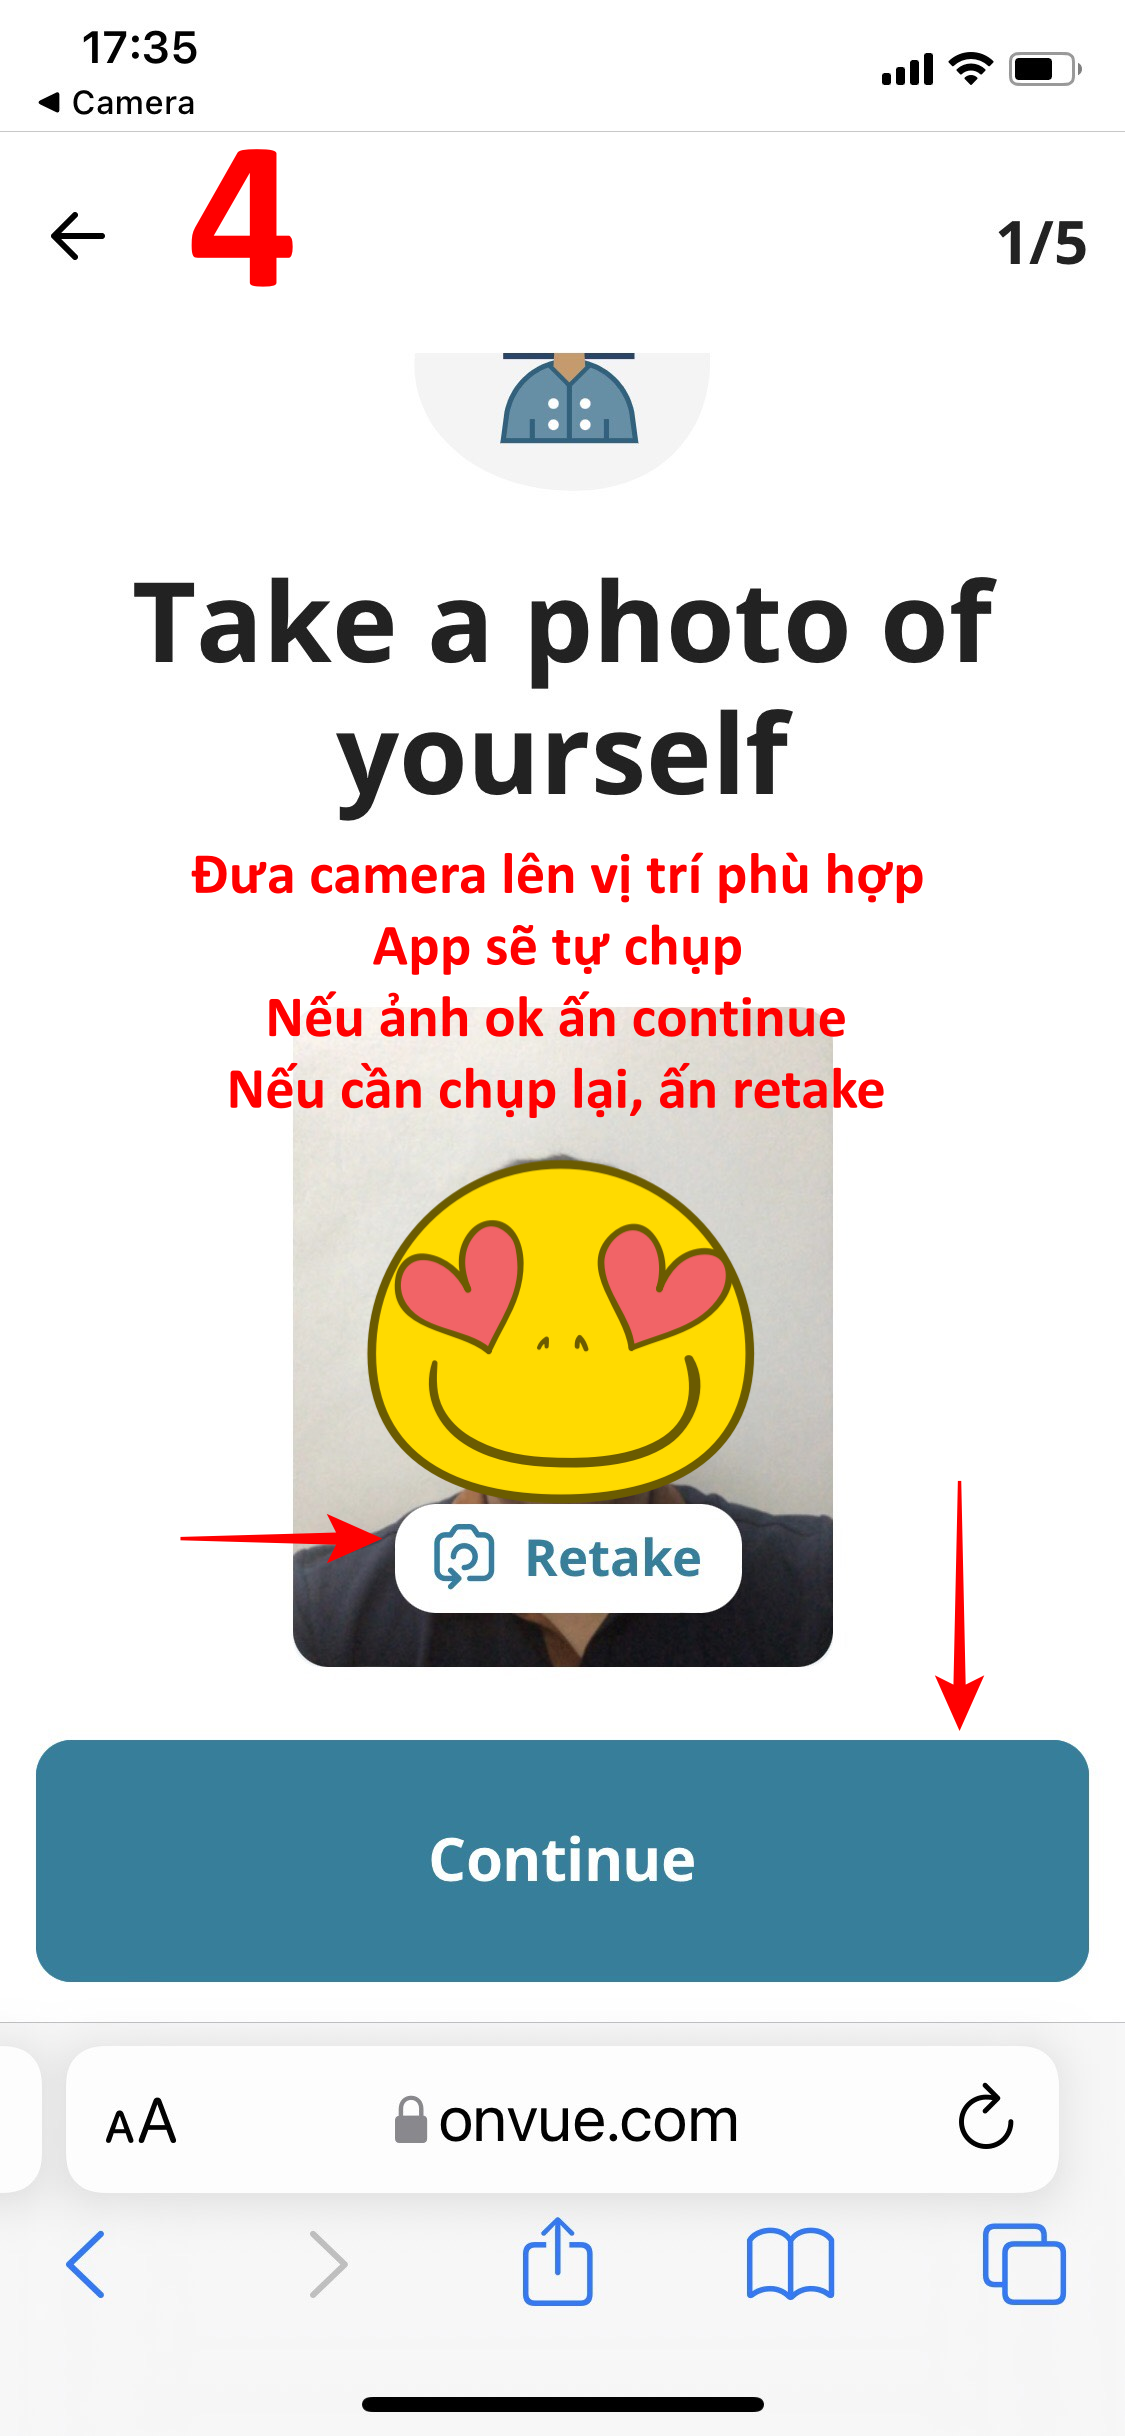 17:35
Camera
4
1/5
Take a photo of
yourself
Đưa camera lên vị trí phù hợp
App sẽ tự chụp
Nếu ảnh ok ấn continue
Nếu cần chụp lại, ấn retake
Retake
Continue
AA onvue.com